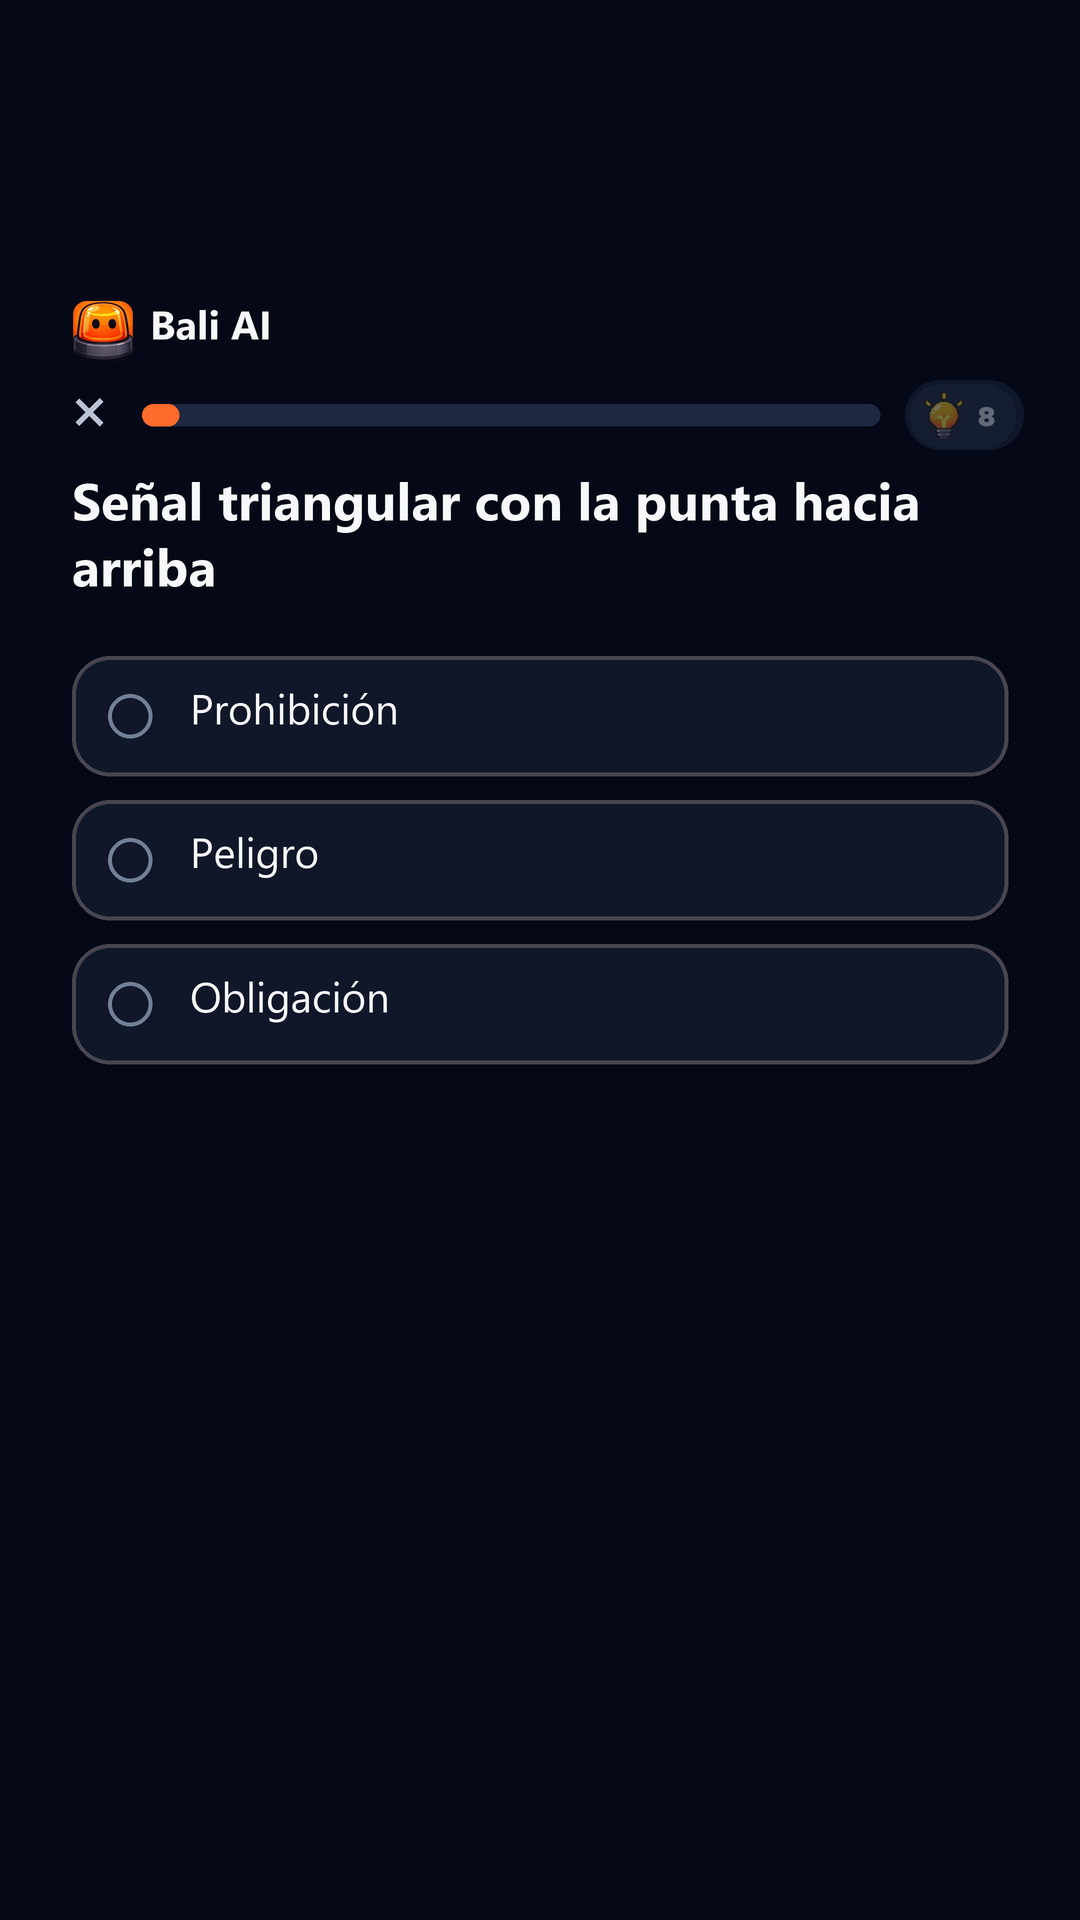 Bali AI
8
Señal triangular con la punta hacia
arriba
Prohibición
Peligro
Obligación